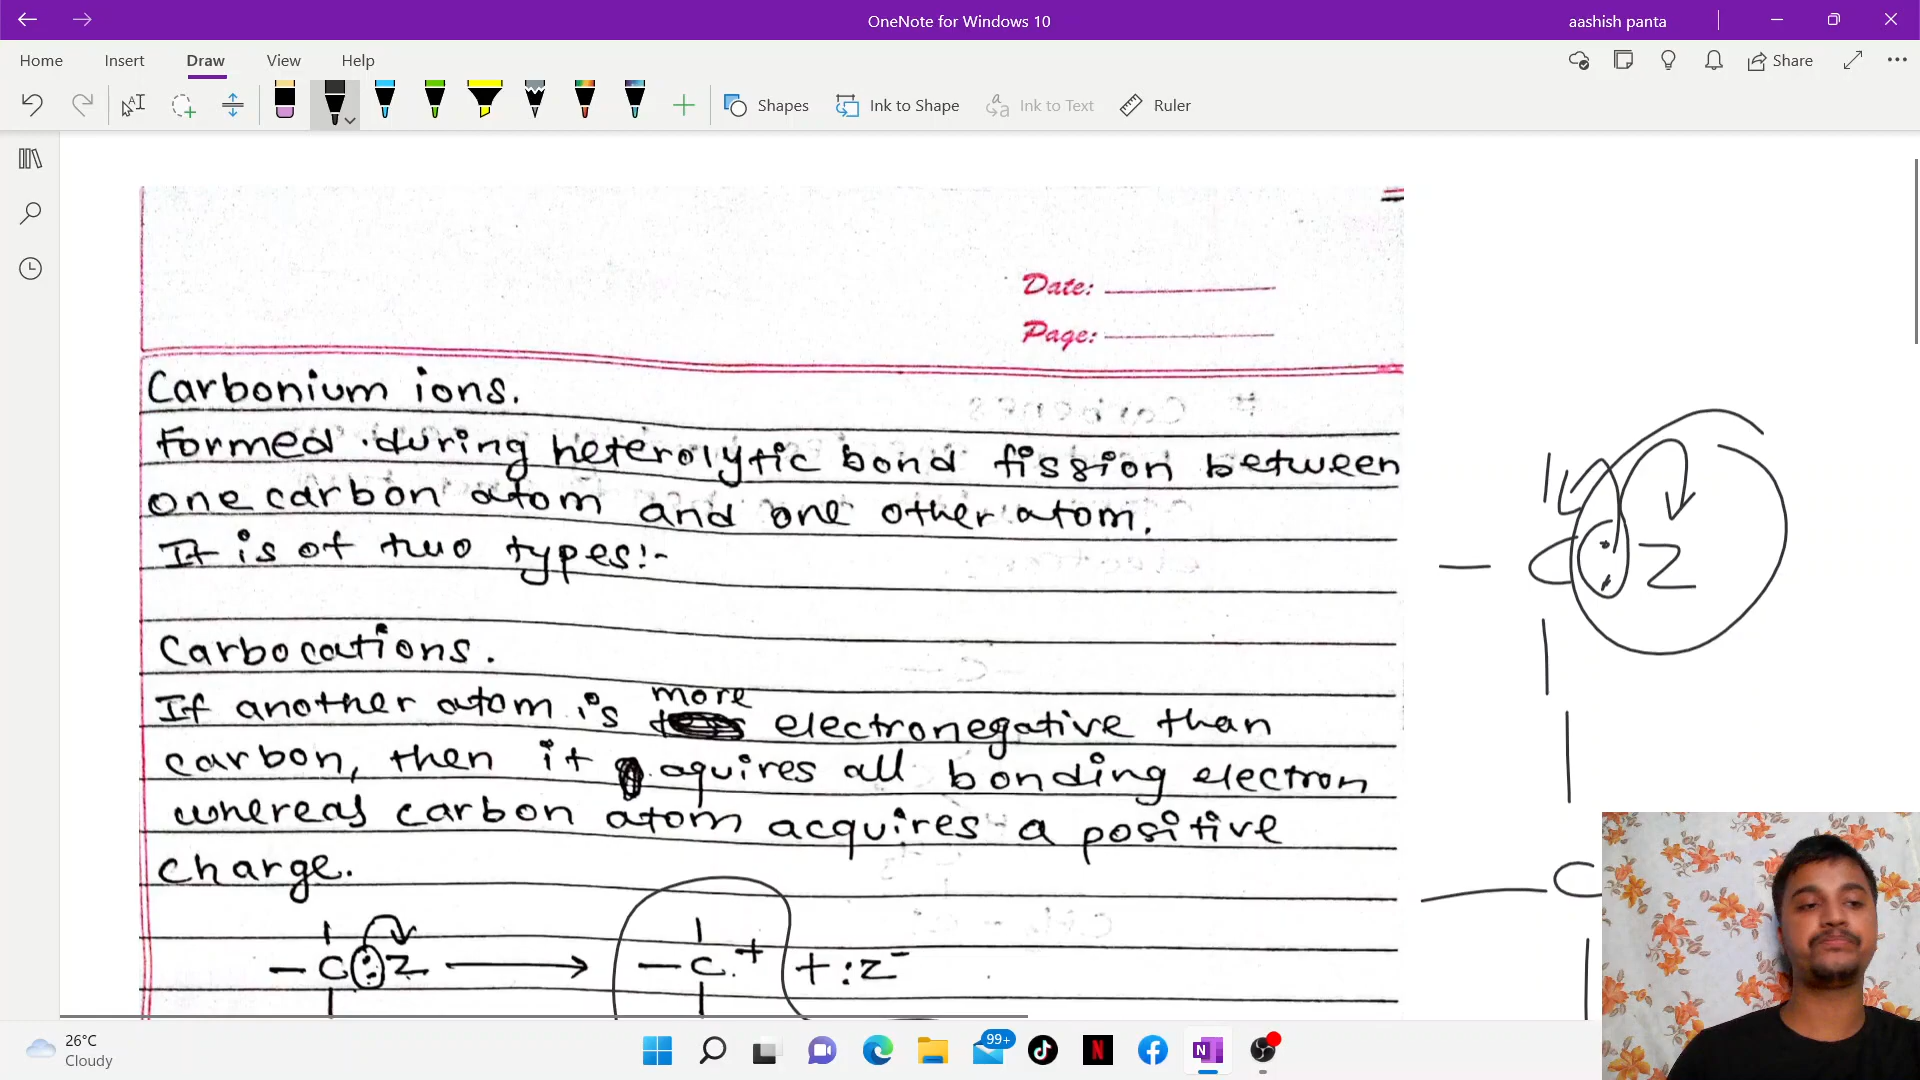 OneNote for Windows 10
aashish panta
Home
Insert
Draw
View
Help
Share
Shapes
Ink to Shape
Ink to Text
Ruler
Date:
Page:
Carbonium ions.
formed during heterolytic bond fission between
one carbon atom and one other atom.
It is of two types:-
Carbocations.
more
If another atom is electronegative than
carbon, then it aquires all bonding electron
whereas carbon atom acquires a positive
charge.
– C : Z → – C + + : Z –
– C : Z
— C
26°C
Cloudy
99+